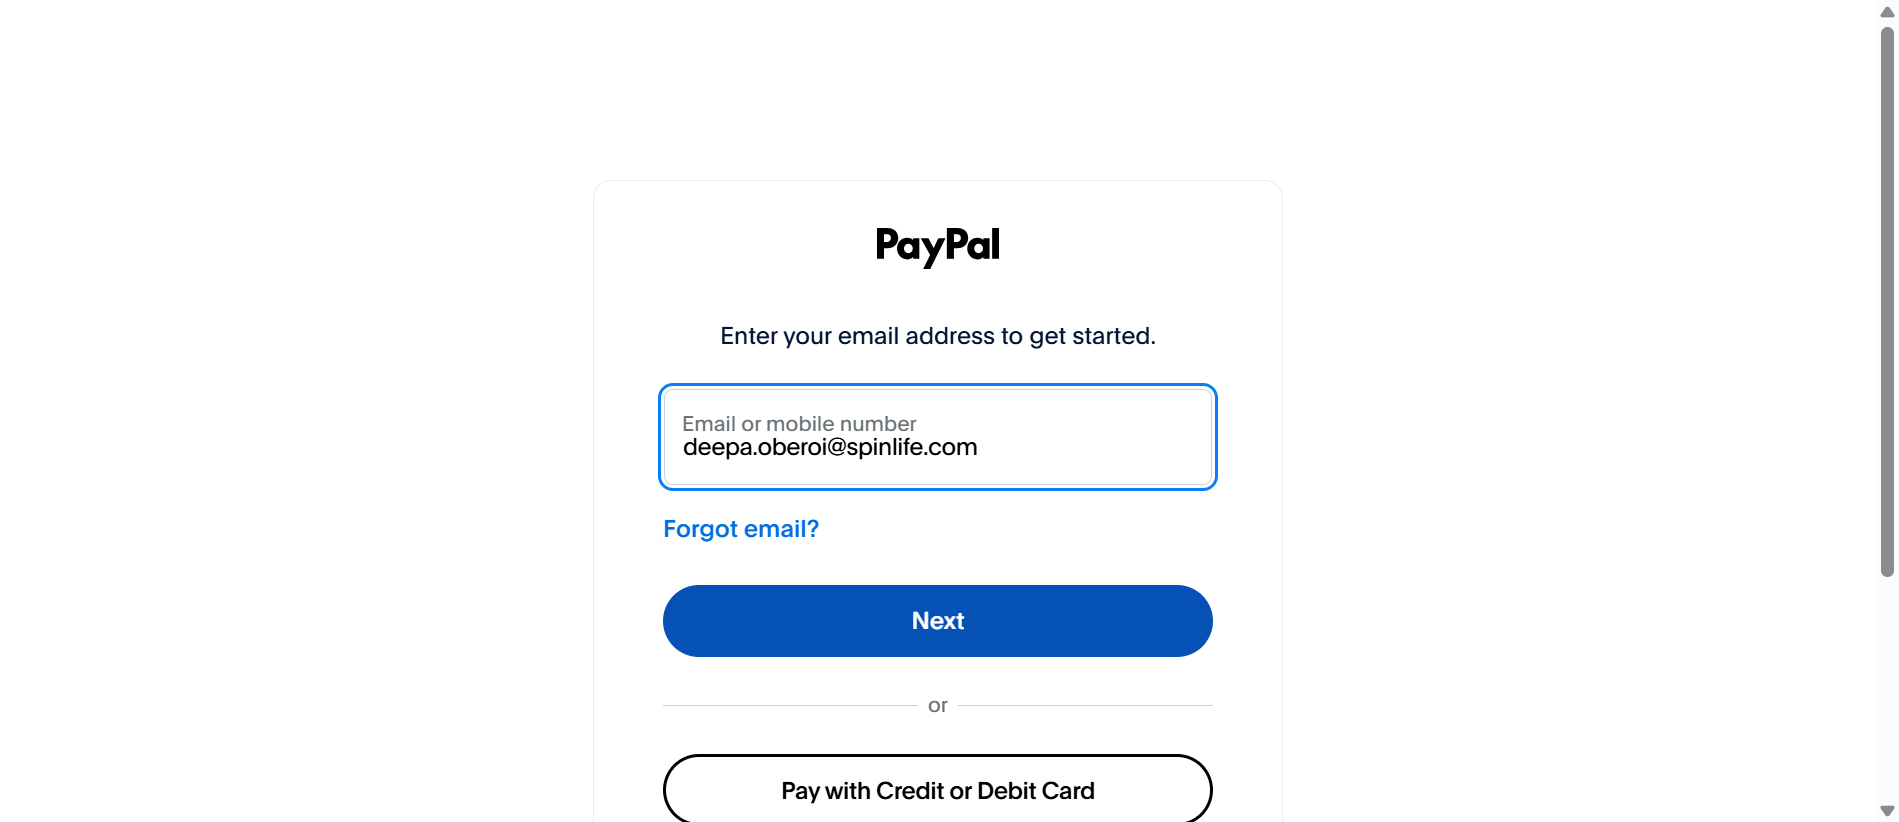 PayPal
Enter your email address to get started.
Email or mobile number
deepa.oberoi@spinlife.com
Forgot email?
Next
or
Pay with Credit or Debit Card